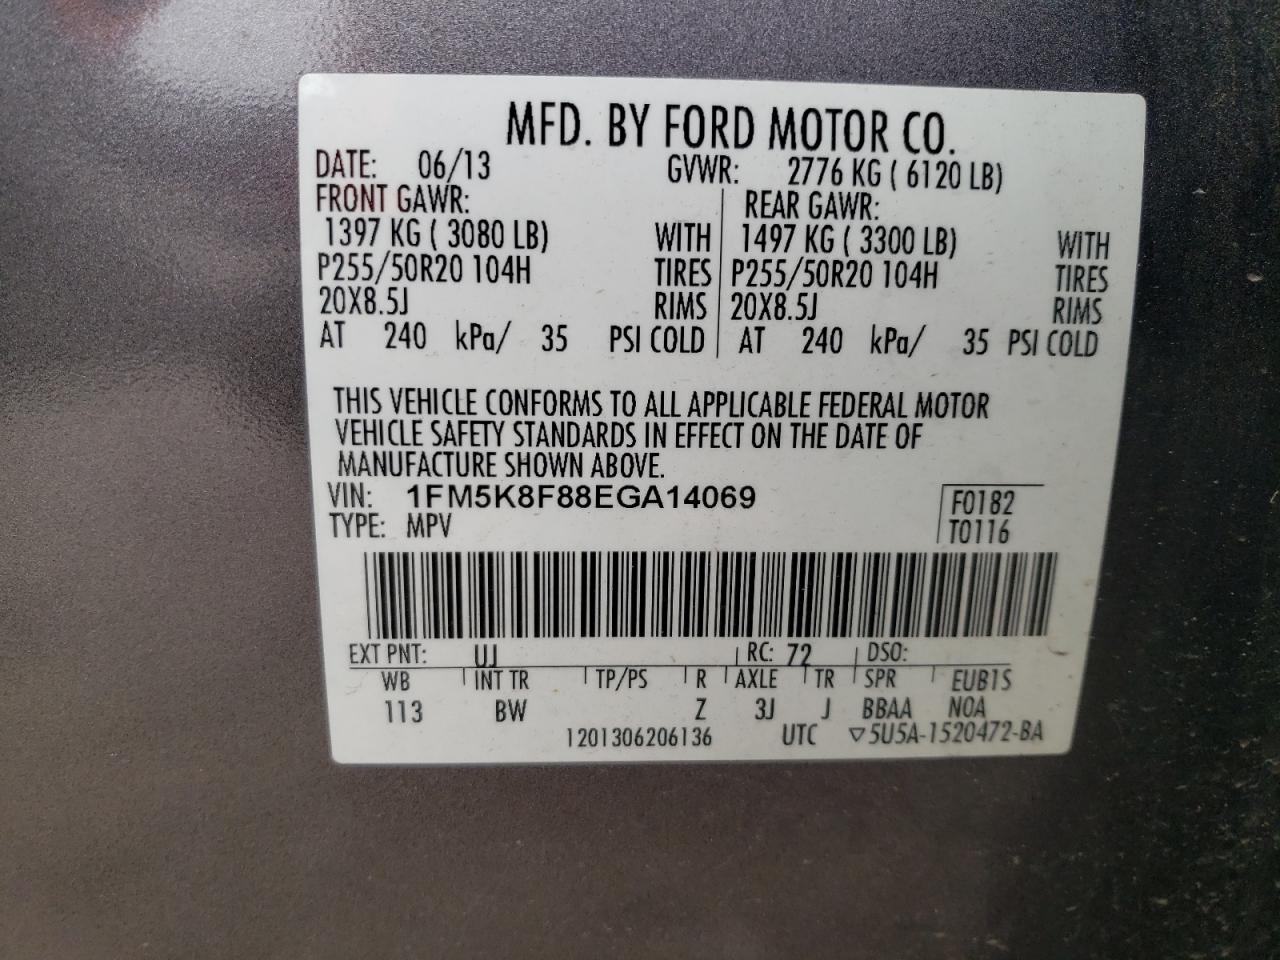 MFD. BY FORD MOTOR CO.
DATE: 06/13 GVWR: 2776 KG ( 6120 LB)
FRONT GAWR: REAR GAWR:
1397 KG ( 3080 LB) WITH 1497 KG ( 3300 LB) WITH
P255/50R20 104H TIRES P255/50R20 104H TIRES
20X8.5J RIMS 20X8.5J RIMS
AT 240 kPa/ 35 PSI COLD AT 240 kPa/ 35 PSI COLD
THIS VEHICLE CONFORMS TO ALL APPLICABLE FEDERAL MOTOR
VEHICLE SAFETY STANDARDS IN EFFECT ON THE DATE OF
MANUFACTURE SHOWN ABOVE.
VIN: 1FM5K8F88EGA14069 F0182
TYPE: MPV T0116
EXT PNT: UJ RC: 72 DSO:
WB INT TR TP/PS R AXLE TR SPR EUB1S
113 BW Z 3J J BBAA NOA
1201306206136 UTC ▽5U5A-1520472-BA